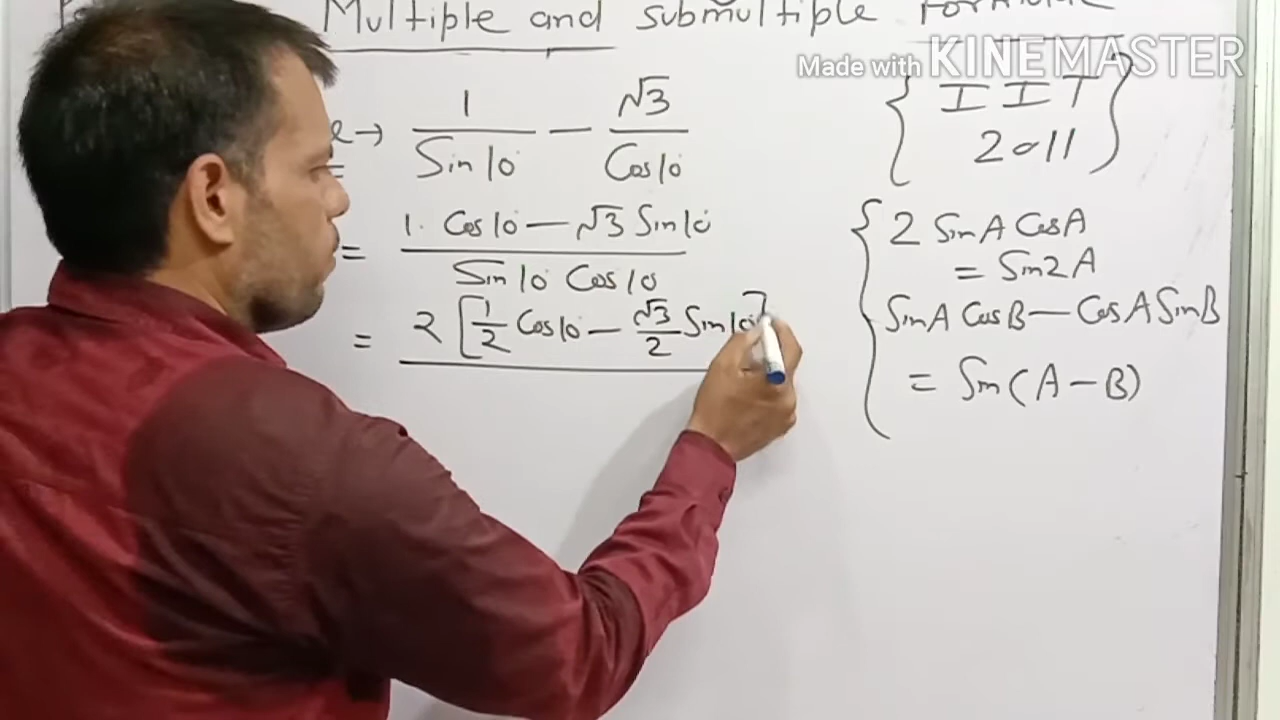 Multiple and submultiple Formulae
Made with KINEMASTER
{ IIT
2011 }
→ 1/Sin10° − √3/Cos10°
= 1. Cos10° − √3 Sin10°
Sin10° Cos10°
= 2 [1/2 Cos10° − √3/2 Sin10°]
{ 2 SinA CosA
= Sin2A
SinA CosB − CosA SinB
= Sin(A − B)